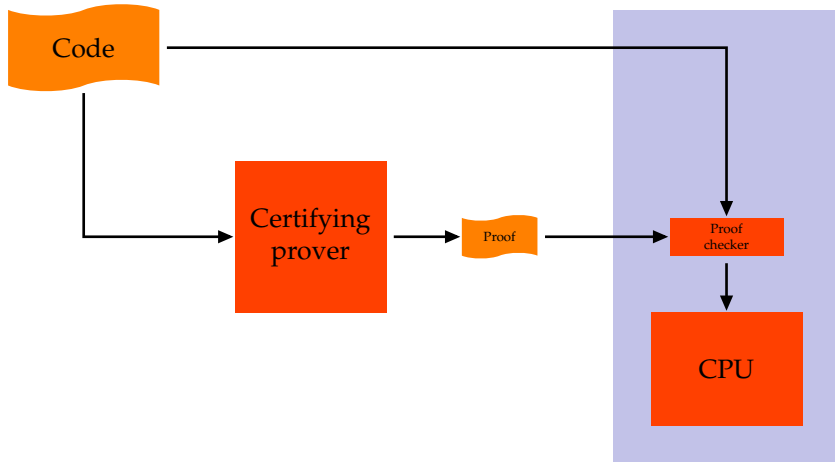 Code
Certifying
prover
Proof
Proof
checker
CPU